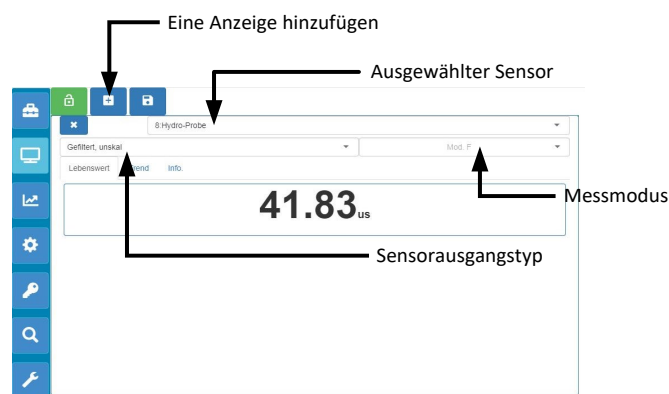 Eine Anzeige hinzufügen
Ausgewählter Sensor
8:Hydro-Probe
Gefiltert, unskal
Mod. F
Messmodus
Lebenswert
rend
Info.
41.83us
Sensorausgangstyp